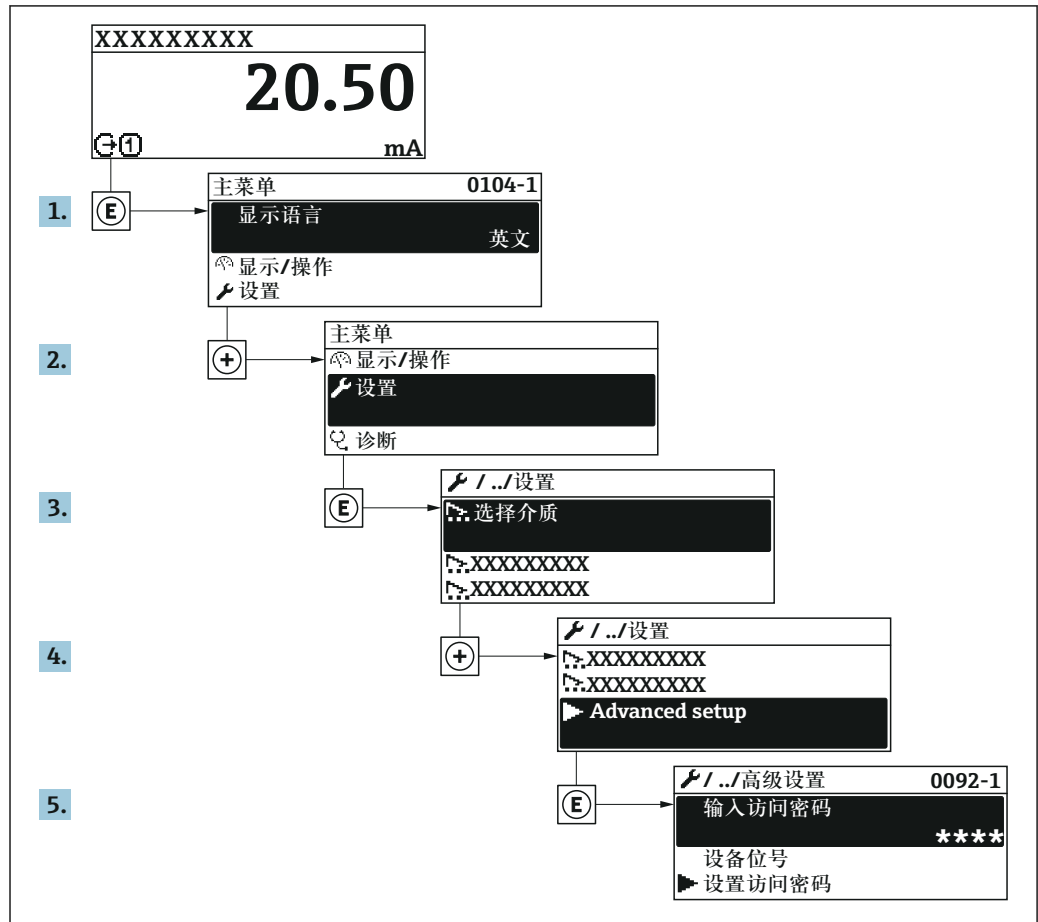 XXXXXXXXX
20.50
mA
1.
E
主菜单 0104-1
显示语言
英文
显示/操作
设置
2.
+
主菜单
显示/操作
设置
诊断
3.
E
/ ../设置
选择介质
XXXXXXXXX
XXXXXXXXX
4.
+
/ ../设置
XXXXXXXXX
XXXXXXXXX
Advanced setup
5.
E
/ ../高级设置 0092-1
输入访问密码
****
设备位号
设置访问密码